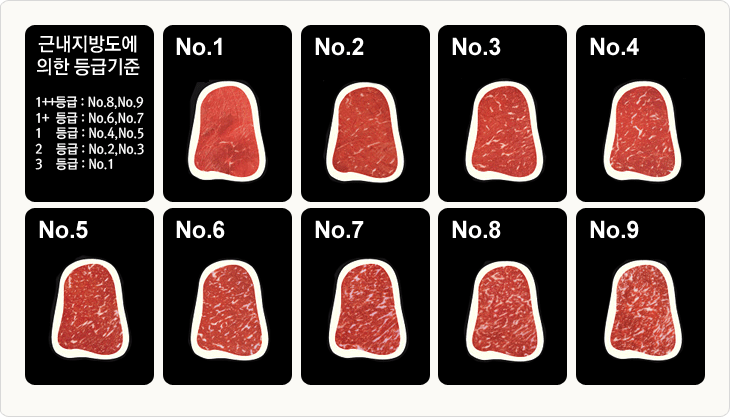 근내지방도에
의한 등급기준
1++등급 : No.8,No.9
1+ 등급 : No.6,No.7
1 등급 : No.4,No.5
2 등급 : No.2,No.3
3 등급 : No.1
No.1
No.2
No.3
No.4
No.5
No.6
No.7
No.8
No.9